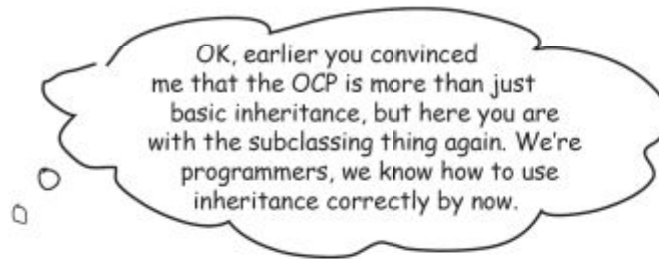 OK, earlier you convinced
me that the OCP is more than just
basic inheritance, but here you are
with the subclassing thing again. We're
programmers, we know how to use
inheritance correctly by now.